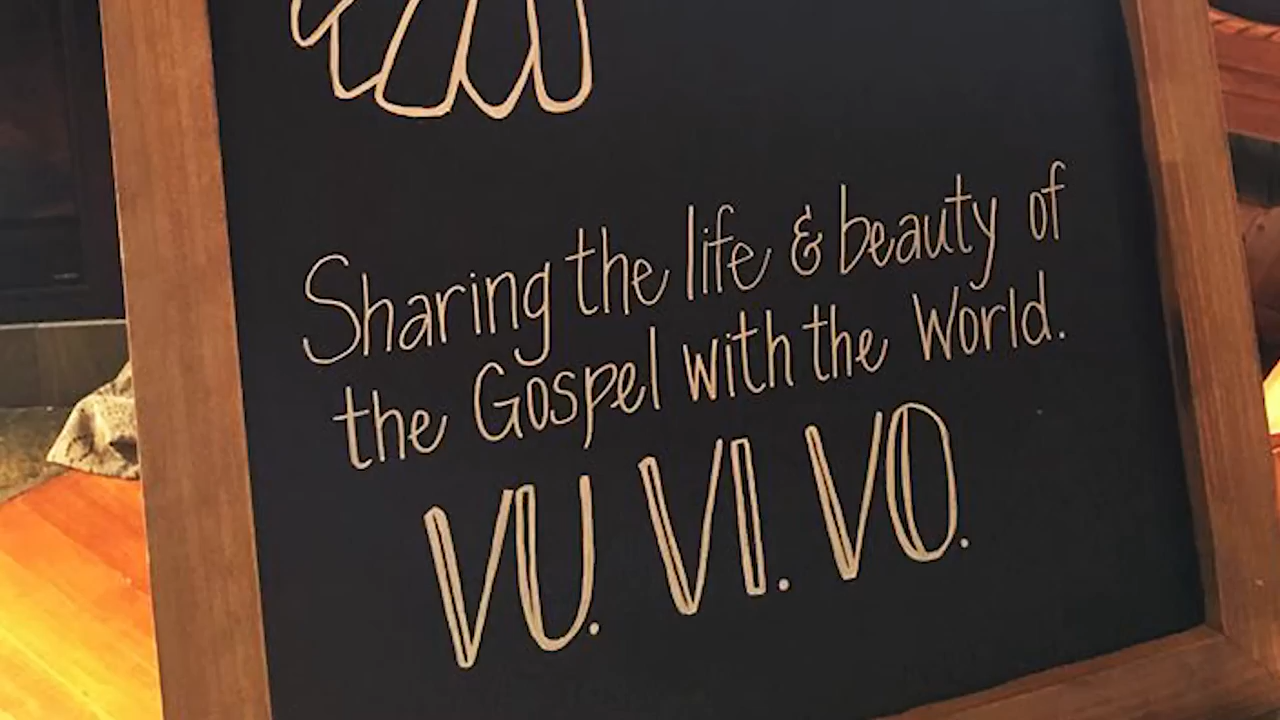 Sharing the life & beauty of
the Gospel with the World.
VU. VI. VO.